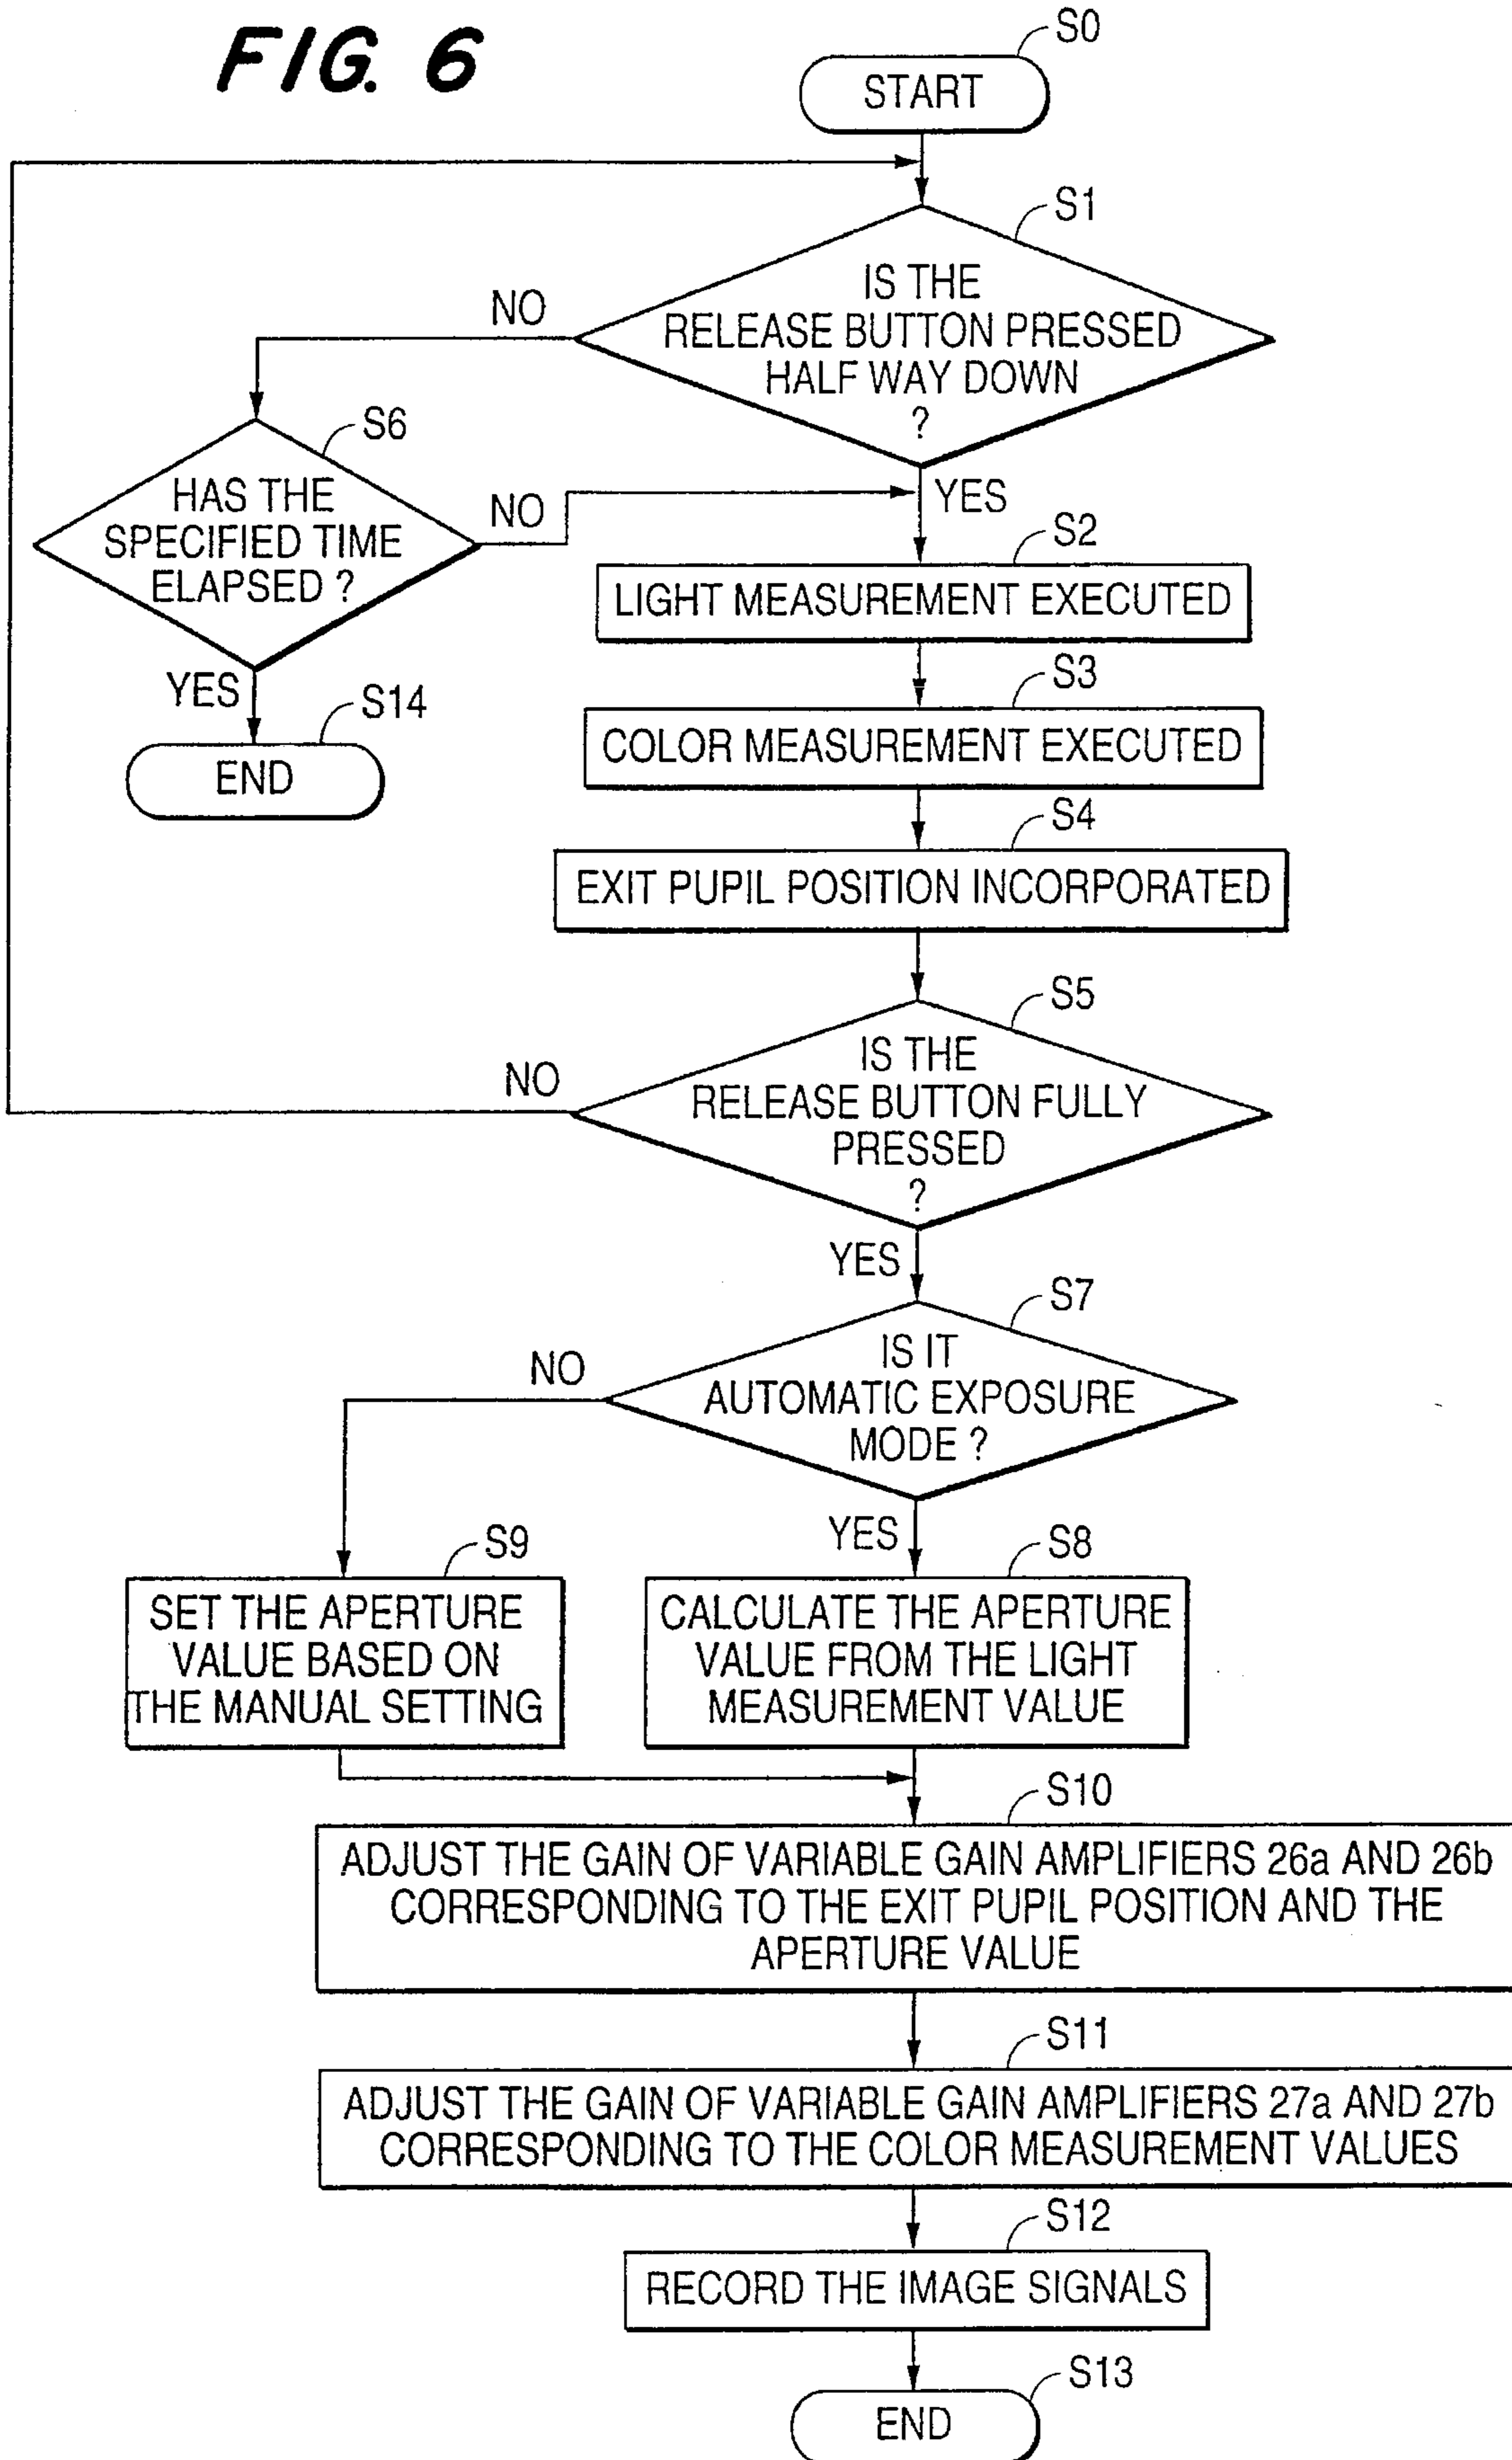 FIG. 6
S0
START
S1
IS THE
RELEASE BUTTON PRESSED
HALF WAY DOWN
?
NO
S6
HAS THE
SPECIFIED TIME
ELAPSED ?
NO
YES
S2
LIGHT MEASUREMENT EXECUTED
YES
S14
END
S3
COLOR MEASUREMENT EXECUTED
S4
EXIT PUPIL POSITION INCORPORATED
S5
IS THE
RELEASE BUTTON FULLY
PRESSED
?
NO
YES
S7
IS IT
AUTOMATIC EXPOSURE
MODE ?
NO
YES
S9
SET THE APERTURE
VALUE BASED ON
THE MANUAL SETTING
S8
CALCULATE THE APERTURE
VALUE FROM THE LIGHT
MEASUREMENT VALUE
S10
ADJUST THE GAIN OF VARIABLE GAIN AMPLIFIERS 26a AND 26b
CORRESPONDING TO THE EXIT PUPIL POSITION AND THE
APERTURE VALUE
S11
ADJUST THE GAIN OF VARIABLE GAIN AMPLIFIERS 27a AND 27b
CORRESPONDING TO THE COLOR MEASUREMENT VALUES
S12
RECORD THE IMAGE SIGNALS
S13
END